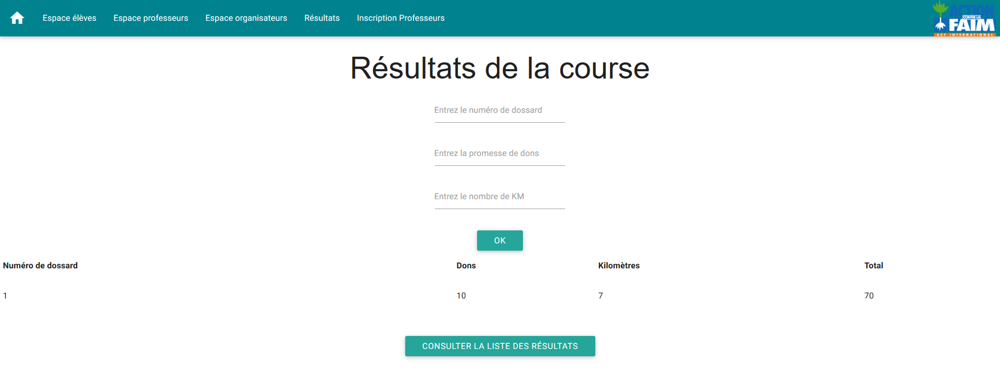 Espace élèves Espace professeurs Espace organisateurs Résultats Inscription Professeurs
ACTION
CONTRE LA
FAIM
ACF INTERNATIONAL
Résultats de la course
Entrez le numéro de dossard
Entrez la promesse de dons
Entrez le nombre de KM
OK
Numéro de dossard Dons Kilomètres Total
1 10 7 70
CONSULTER LA LISTE DES RÉSULTATS